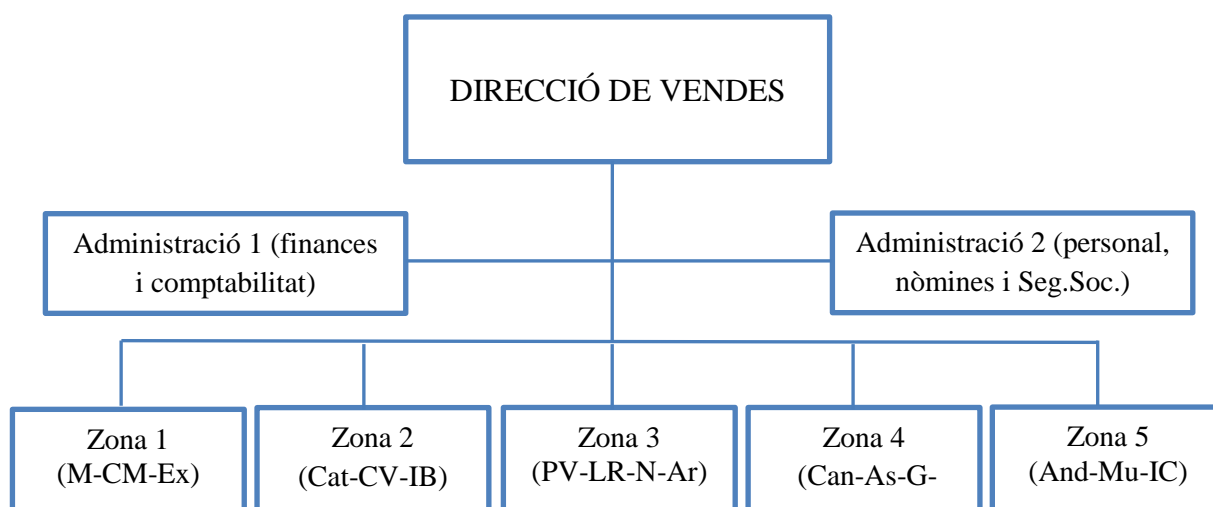 DIRECCIÓ DE VENDES
Administració 1 (finances
i comptabilitat)
Administració 2 (personal,
nòmines i Seg.Soc.)
Zona 1
(M-CM-Ex)
Zona 2
(Cat-CV-IB)
Zona 3
(PV-LR-N-Ar)
Zona 4
(Can-As-G-
Zona 5
(And-Mu-IC)